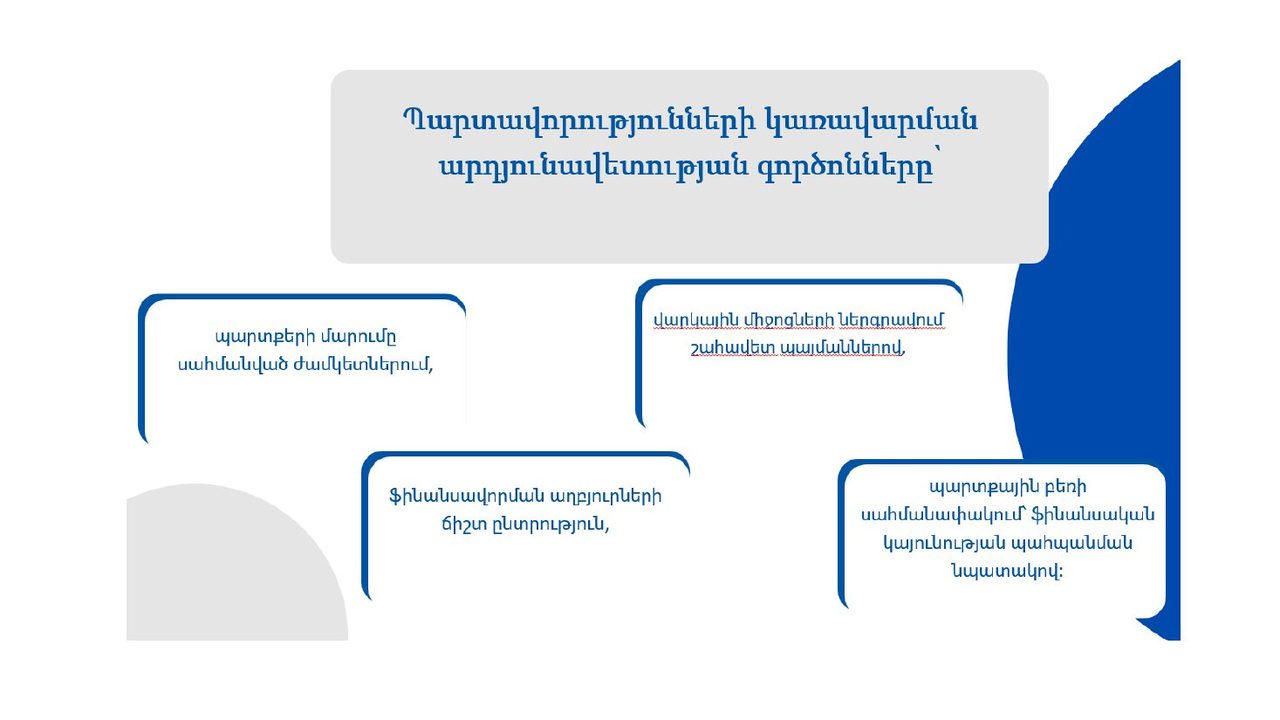 Պարտավորությունների կառավարման
արդյունավետության գործոնները՝
պարտքերի մարումը
սահմանված ժամկետներում,
վարկային միջոցների ներգրավում
շահավետ պայմաններով,
ֆինանսավորման աղբյուրների
ճիշտ ընտրություն,
պարտքային բեռի
սահմանափակում՝ ֆինանսական
կայունության պահպանման
նպատակով: